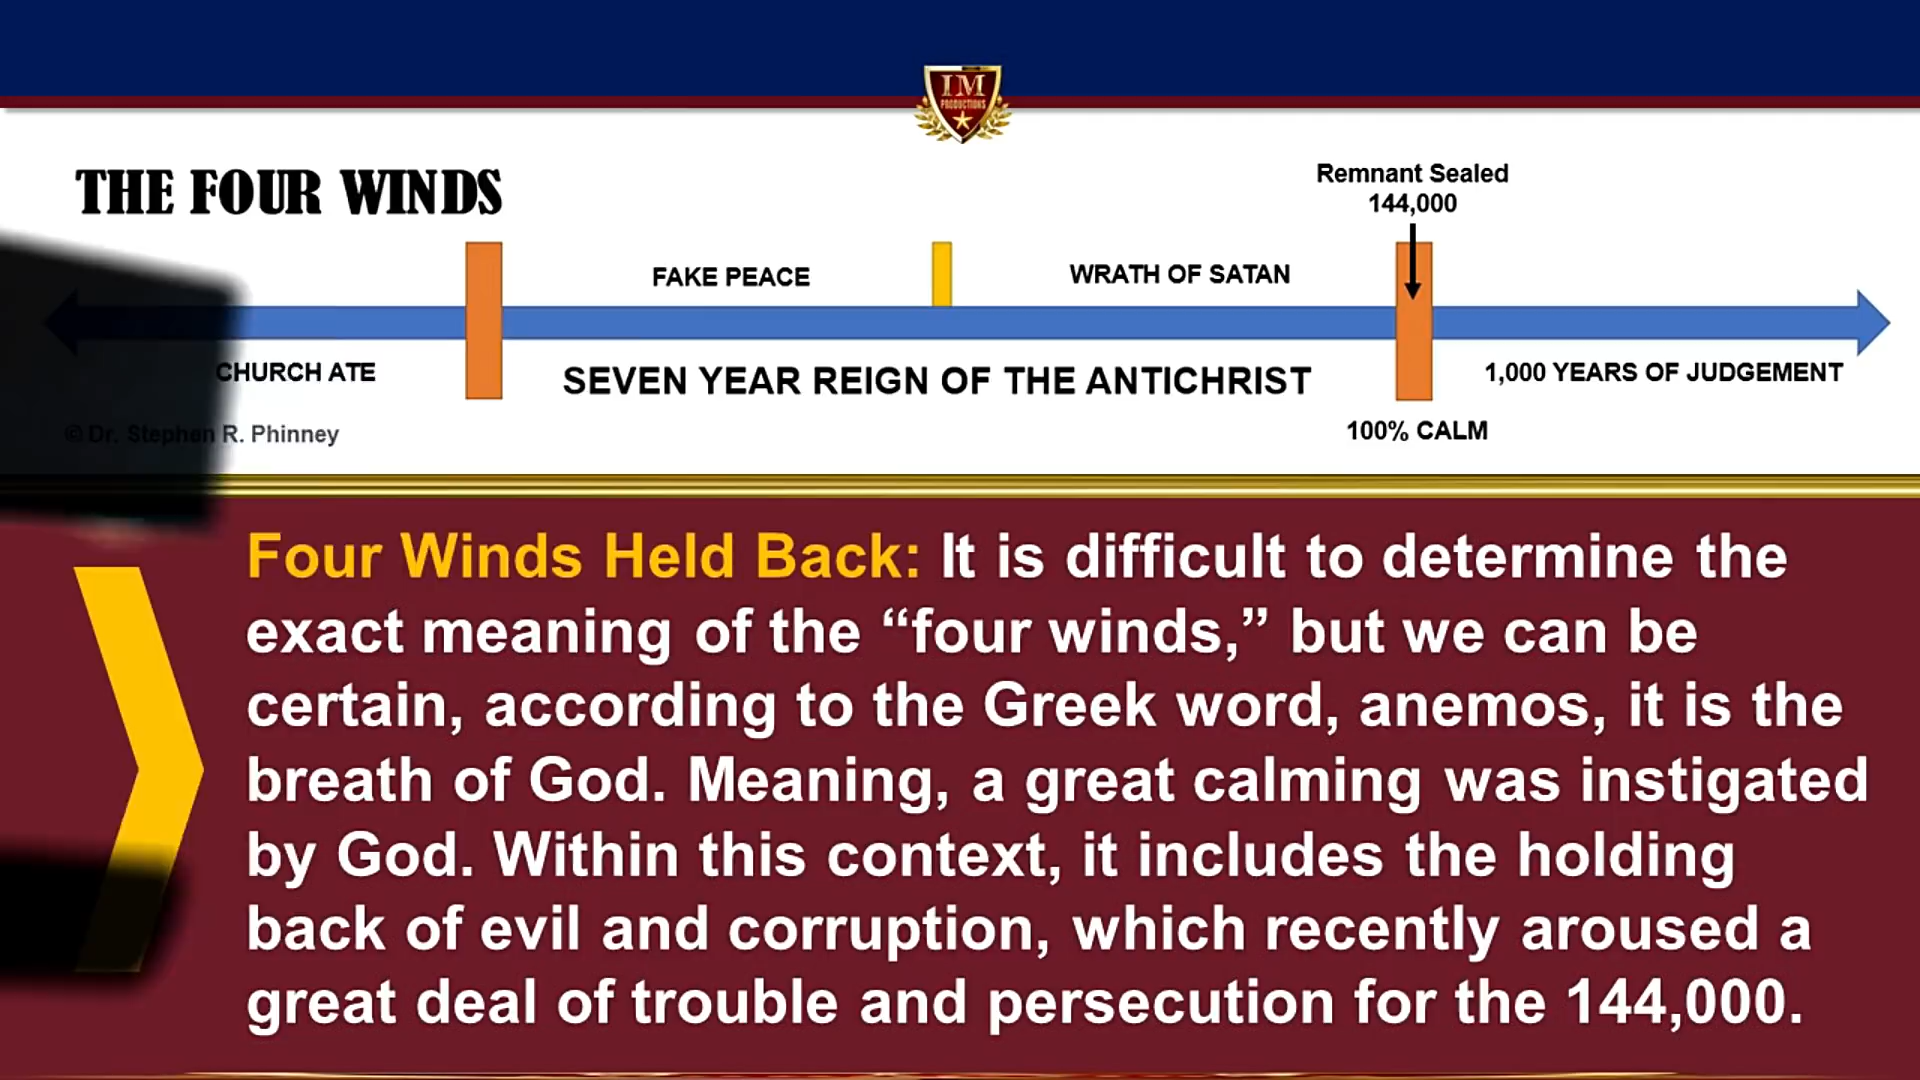 IM
PRODUCTIONS
THE FOUR WINDS
Remnant Sealed
144,000
FAKE PEACE
WRATH OF SATAN
CHURCH ATE
SEVEN YEAR REIGN OF THE ANTICHRIST
1,000 YEARS OF JUDGEMENT
© Dr. Stephen R. Phinney
100% CALM
Four Winds Held Back: It is difficult to determine the
exact meaning of the “four winds,” but we can be
certain, according to the Greek word, anemos, it is the
breath of God. Meaning, a great calming was instigated
by God. Within this context, it includes the holding
back of evil and corruption, which recently aroused a
great deal of trouble and persecution for the 144,000.